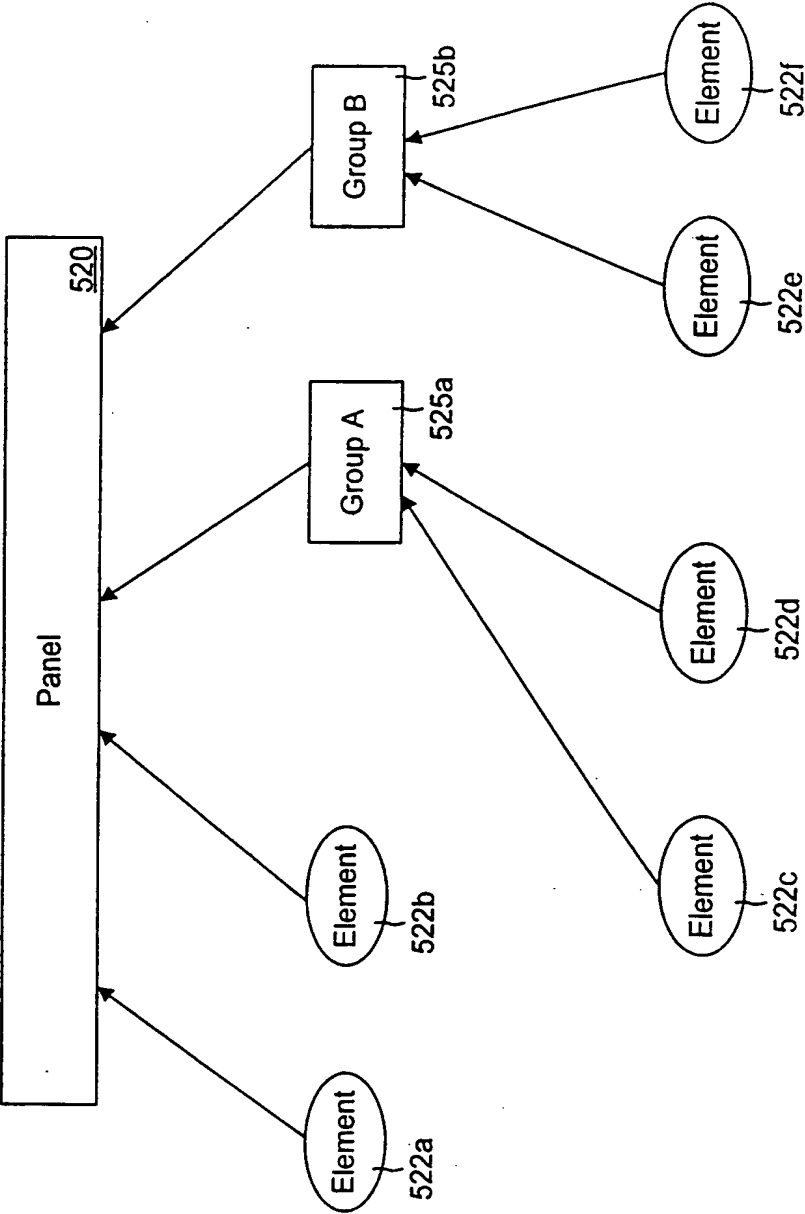 Panel
520
Element
522a
Element
522b
Group A
525a
Group B
525b
Element
522c
Element
522d
Element
522e
Element
522f